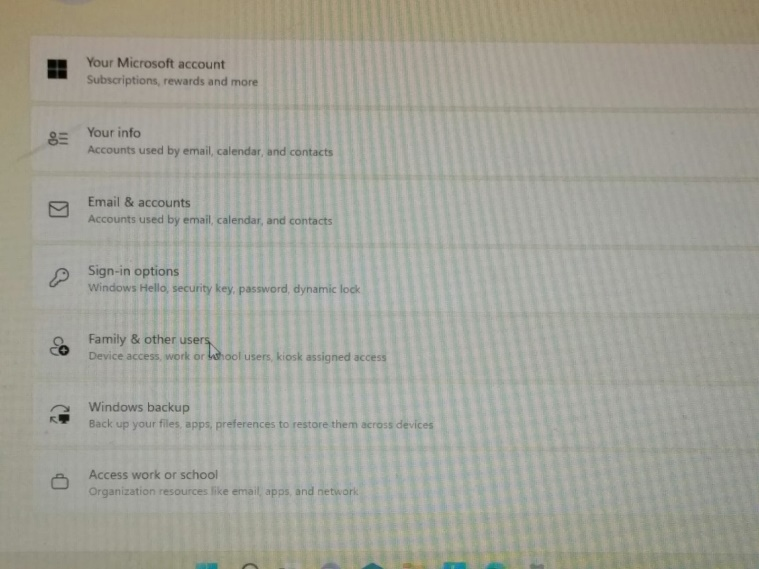 Your Microsoft account
Subscriptions, rewards and more
Your info
Accounts used by email, calendar, and contacts
Email & accounts
Accounts used by email, calendar, and contacts
Sign-in options
Windows Hello, security key, password, dynamic lock
Family & other users
Device access, work or school users, kiosk assigned access
Windows backup
Back up your files, apps, preferences to restore them across devices
Access work or school
Organization resources like email, apps, and network